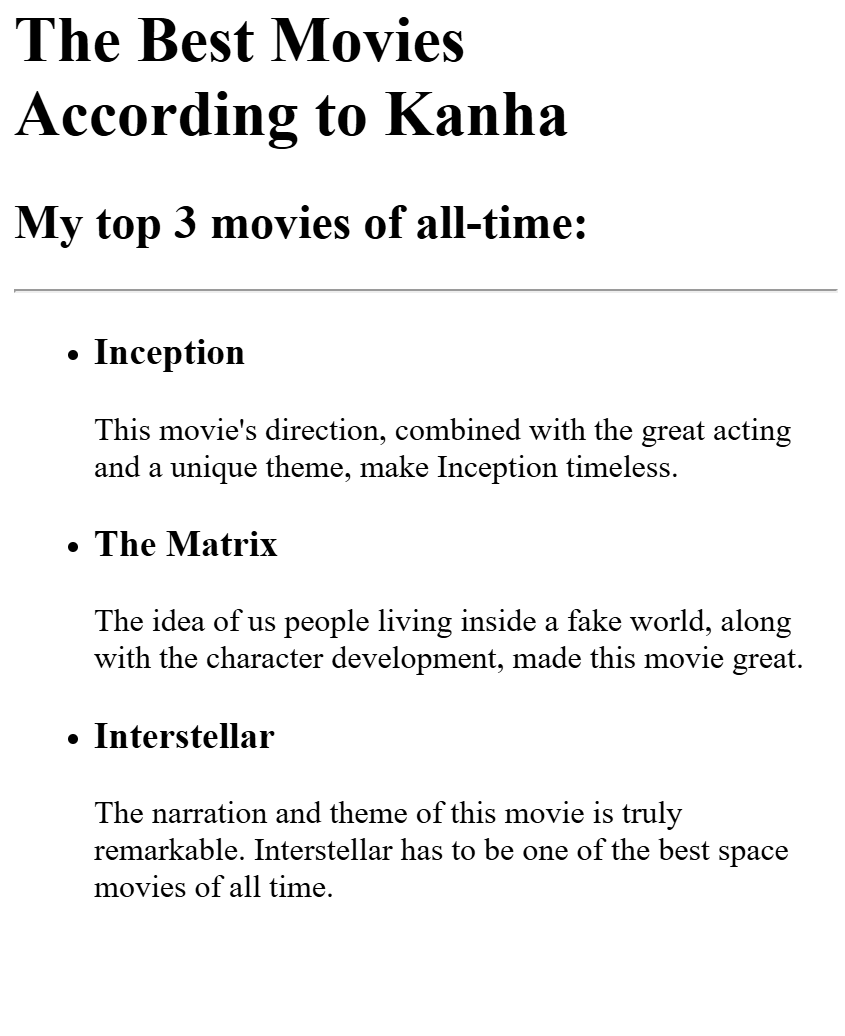 The Best Movies
According to Kanha
My top 3 movies of all-time:
Inception
This movie's direction, combined with the great acting
and a unique theme, make Inception timeless.
The Matrix
The idea of us people living inside a fake world, along
with the character development, made this movie great.
Interstellar
The narration and theme of this movie is truly
remarkable. Interstellar has to be one of the best space
movies of all time.